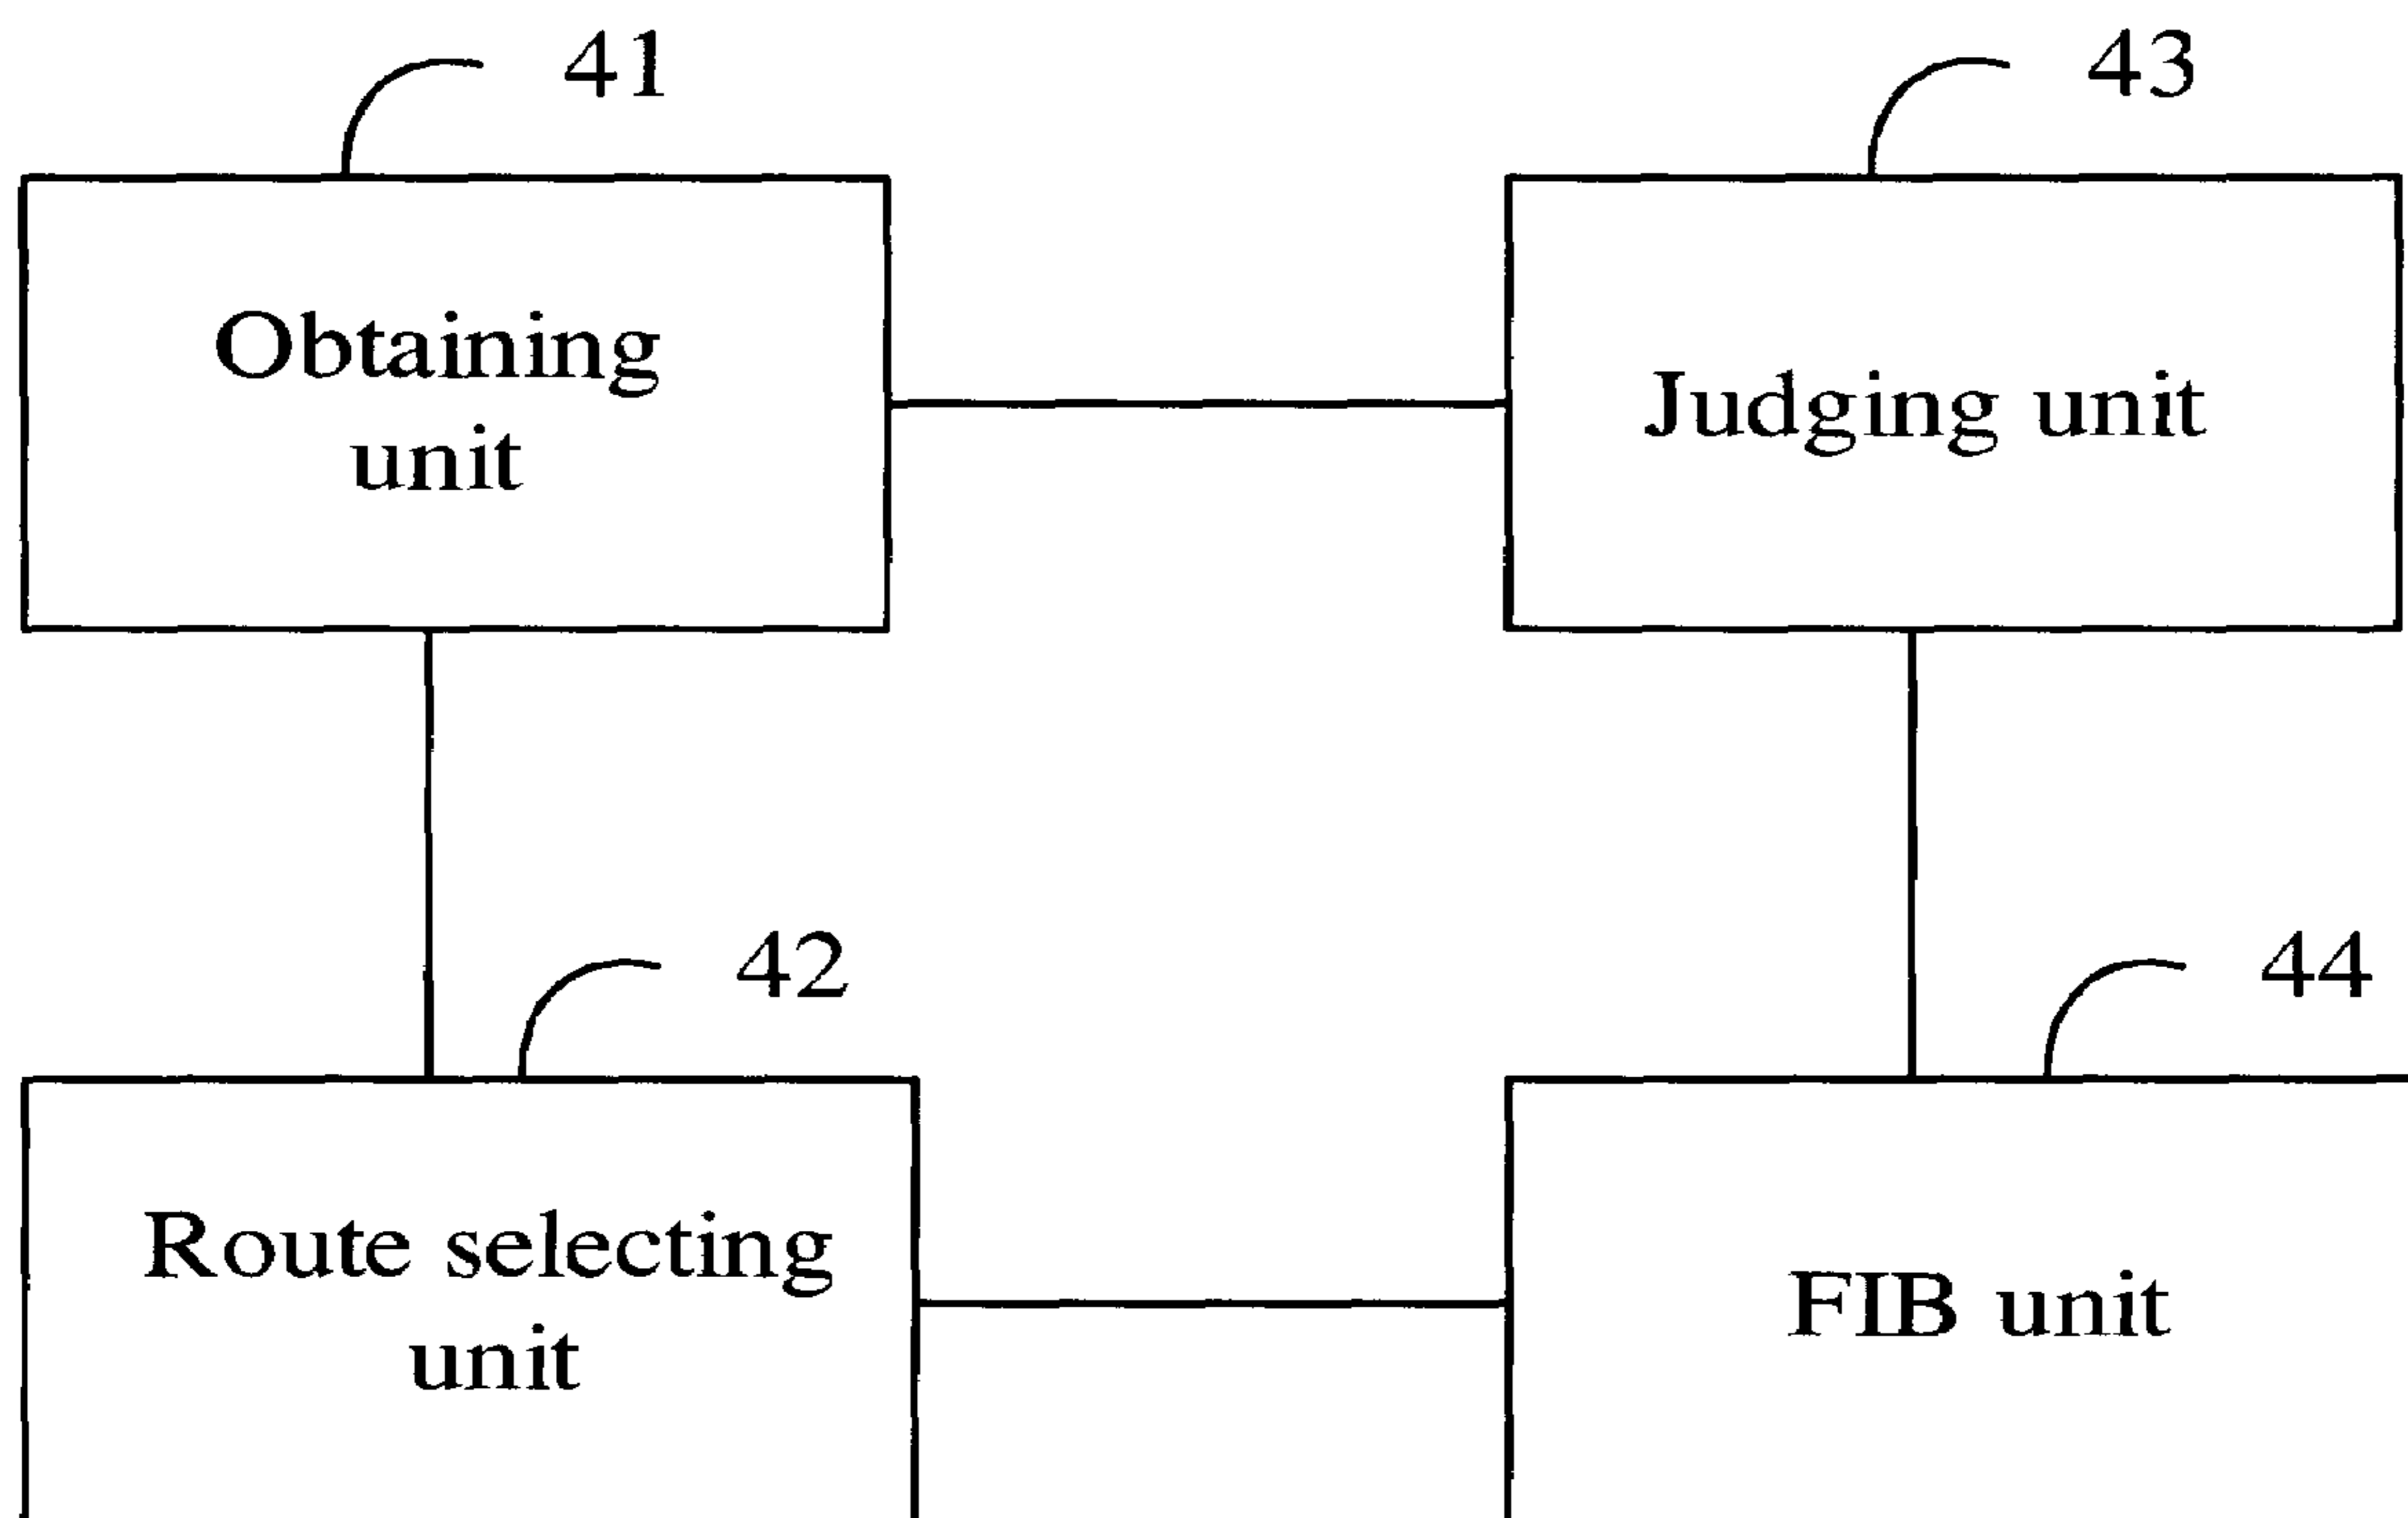 41
43
Obtaining
unit
Judging unit
42
44
Route selecting
unit
FIB unit